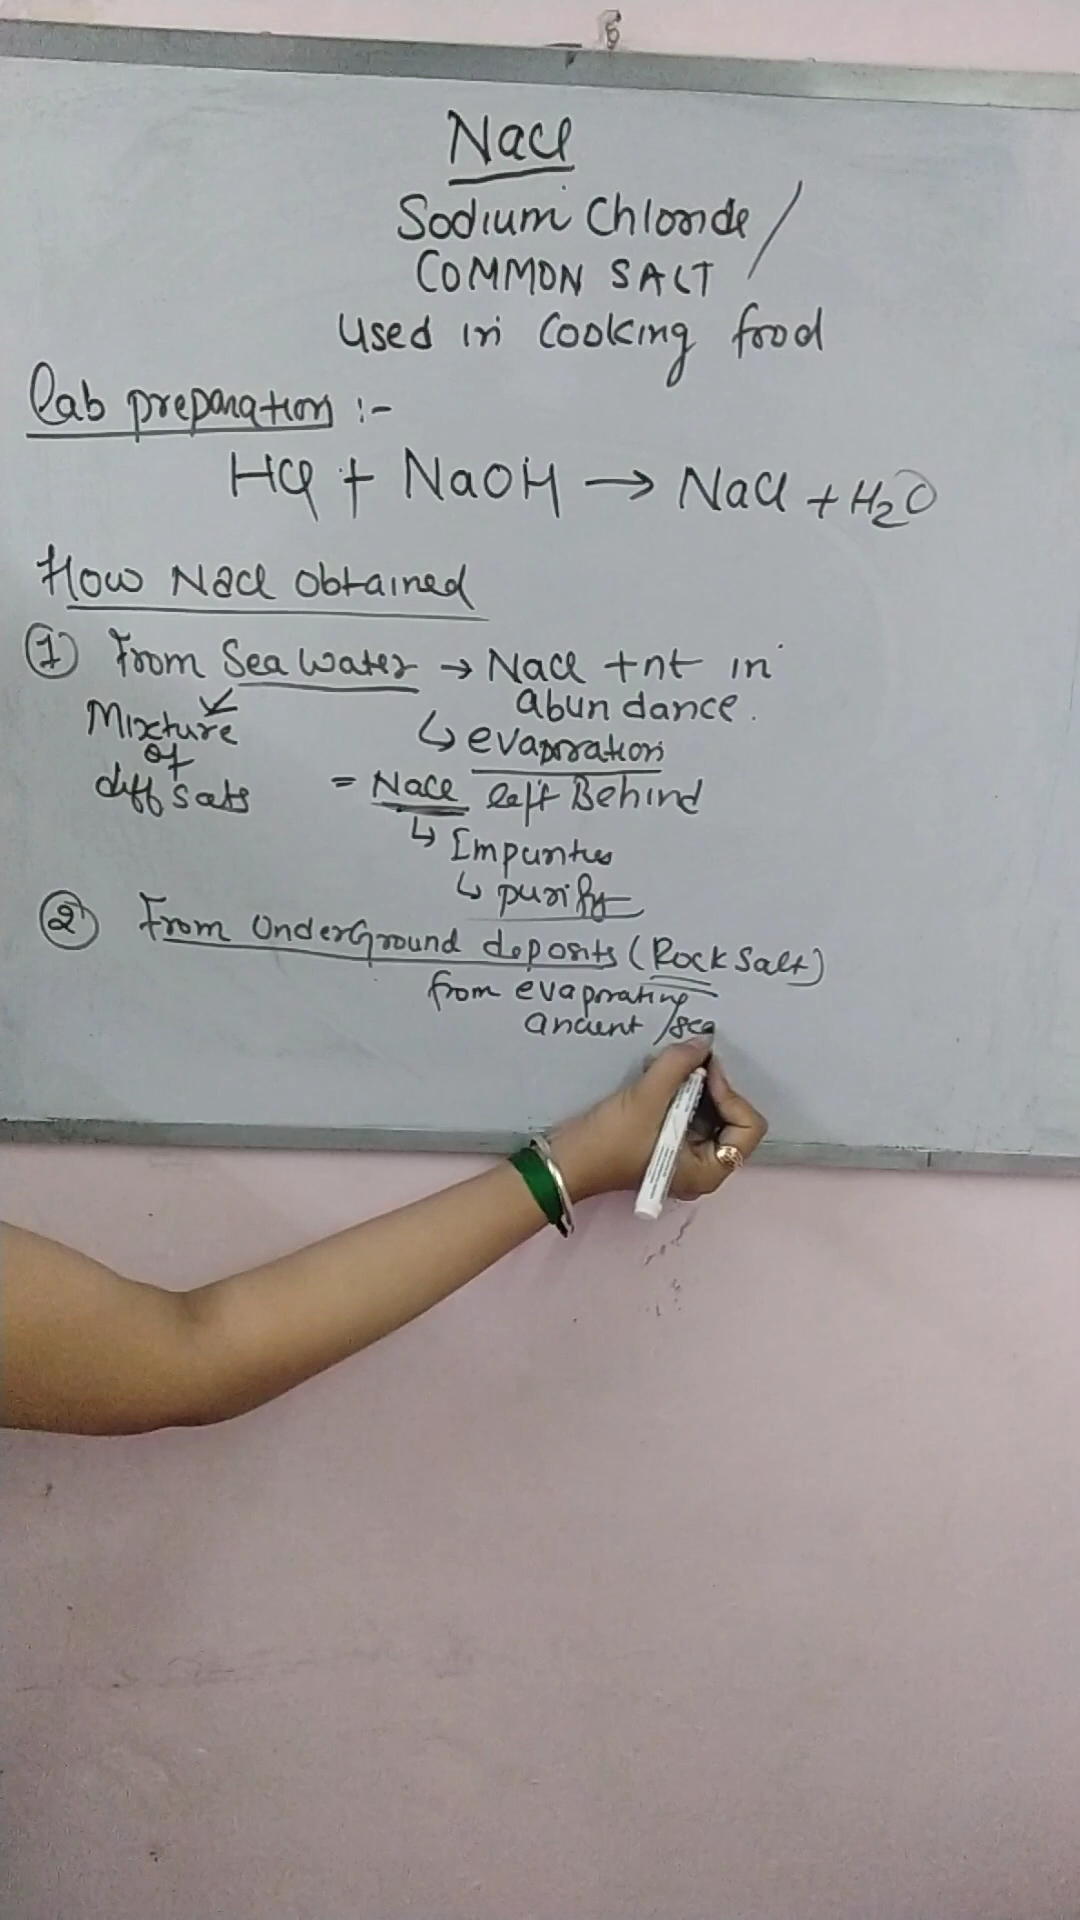 NaCl
Sodium Chloride /
COMMON SALT
used in cooking food
lab preparation :-
HCl + NaOH → NaCl + H₂O
How NaCl obtained
① From Sea Water → NaCl +nt in
abundance.
Mixture
of
diff sats
↳ evaporation
= NaCl left Behind
↳ Impurities
↳ purify
② From UnderGround deposits (Rock Salt)
from evaporating
ancient / sea